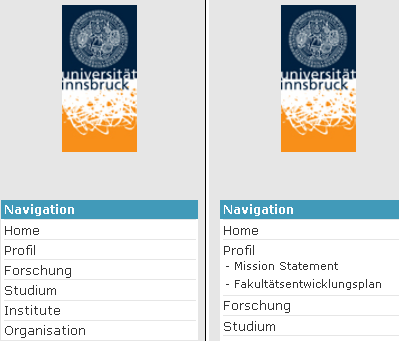 universität
innsbruck
Navigation
Home
Profil
Forschung
Studium
Institute
Organisation
universität
innsbruck
Navigation
Home
Profil
- Mission Statement
- Fakultätsentwicklungsplan
Forschung
Studium